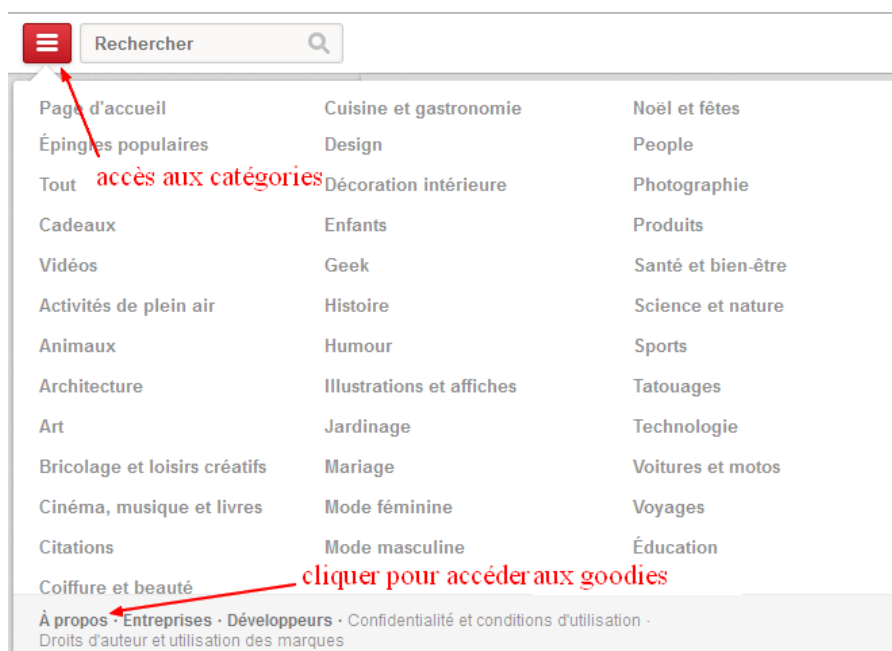 Rechercher
Page d'accueil
Épingles populaires
Tout
Cadeaux
Vidéos
Activités de plein air
Animaux
Architecture
Art
Bricolage et loisirs créatifs
Cinéma, musique et livres
Citations
Coiffure et beauté
Cuisine et gastronomie
Design
Décoration intérieure
Enfants
Geek
Histoire
Humour
Illustrations et affiches
Jardinage
Mariage
Mode féminine
Mode masculine
Noël et fêtes
People
Photographie
Produits
Santé et bien-être
Science et nature
Sports
Tatouages
Technologie
Voitures et motos
Voyages
Éducation
accès aux catégories
cliquer pour accéder aux goodies
À propos · Entreprises · Développeurs · Confidentialité et conditions d'utilisation ·
Droits d'auteur et utilisation des marques